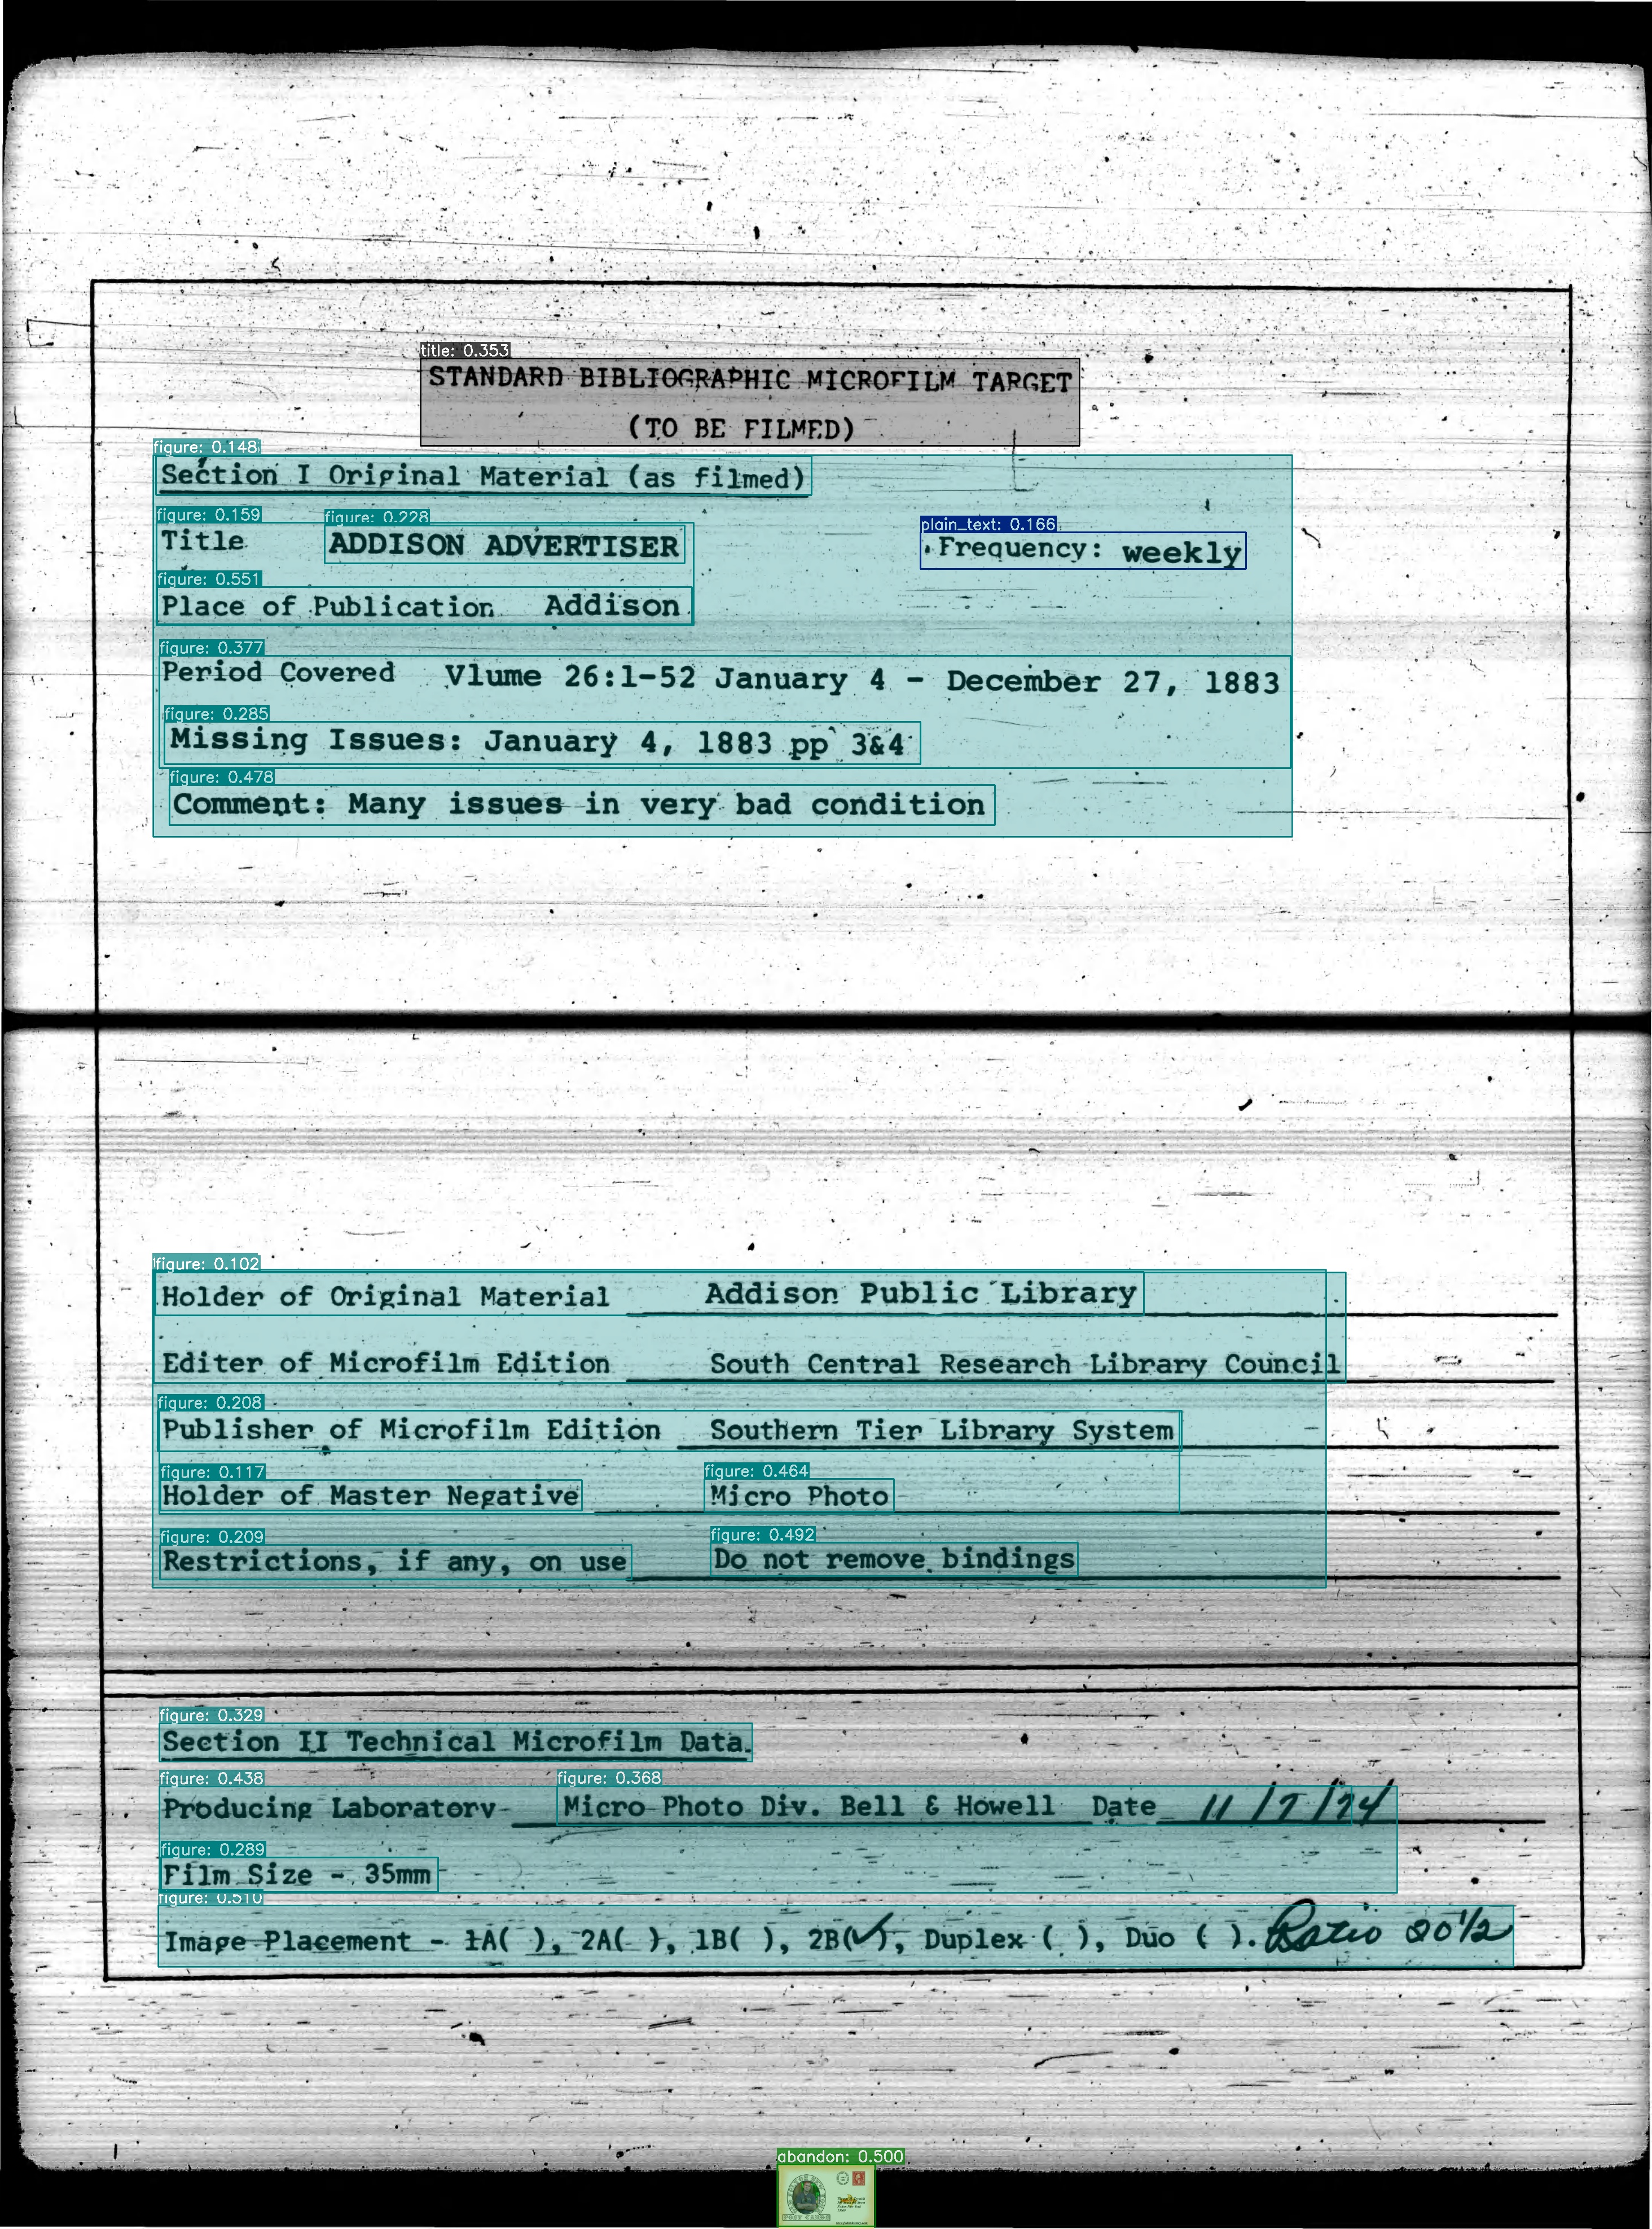 title: 0.353
STANDARD BIBLIOGRAPHIC MICROFILM TARGET
(TO BE FILMED)
figure: 0.148
Section I Original Material (as filmed)
figure: 0.159 figure: 0.228 plain_text: 0.166
Title ADDISON ADVERTISER Frequency: weekly
figure: 0.551
Place of Publication Addison
figure: 0.377
Period Covered Vlume 26:1-52 January 4 - December 27, 1883
figure: 0.285
Missing Issues: January 4, 1883 pp 3&4
figure: 0.478
Comment: Many issues in very bad condition
figure: 0.102
Holder of Original Material Addison Public Library
Editer of Microfilm Edition South Central Research Library Council
figure: 0.208
Publisher of Microfilm Edition Southern Tier Library System
figure: 0.117 figure: 0.464
Holder of Master Negative Micro Photo
figure: 0.209 figure: 0.492
Restrictions, if any, on use Do not remove bindings
figure: 0.329
Section II Technical Microfilm Data
figure: 0.438 figure: 0.368
Producing Laboratory Micro Photo Div. Bell & Howell Date 11/7/74
figure: 0.289
Film Size - 35mm
figure: 0.510
Image Placement - 1A( ), 2A( ), 1B( ), 2B(✓), Duplex ( ), Duo ( ). Ratio 20 1/2
abandon: 0.500
POST CARDS